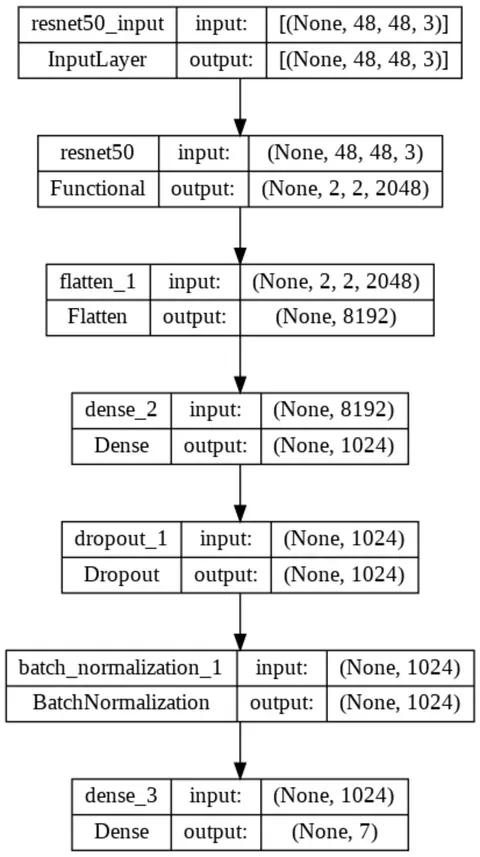 resnet50_input input: [(None, 48, 48, 3)]
InputLayer output: [(None, 48, 48, 3)]
resnet50 input: (None, 48, 48, 3)
Functional output: (None, 2, 2, 2048)
flatten_1 input: (None, 2, 2, 2048)
Flatten output: (None, 8192)
dense_2 input: (None, 8192)
Dense output: (None, 1024)
dropout_1 input: (None, 1024)
Dropout output: (None, 1024)
batch_normalization_1 input: (None, 1024)
BatchNormalization output: (None, 1024)
dense_3 input: (None, 1024)
Dense output: (None, 7)